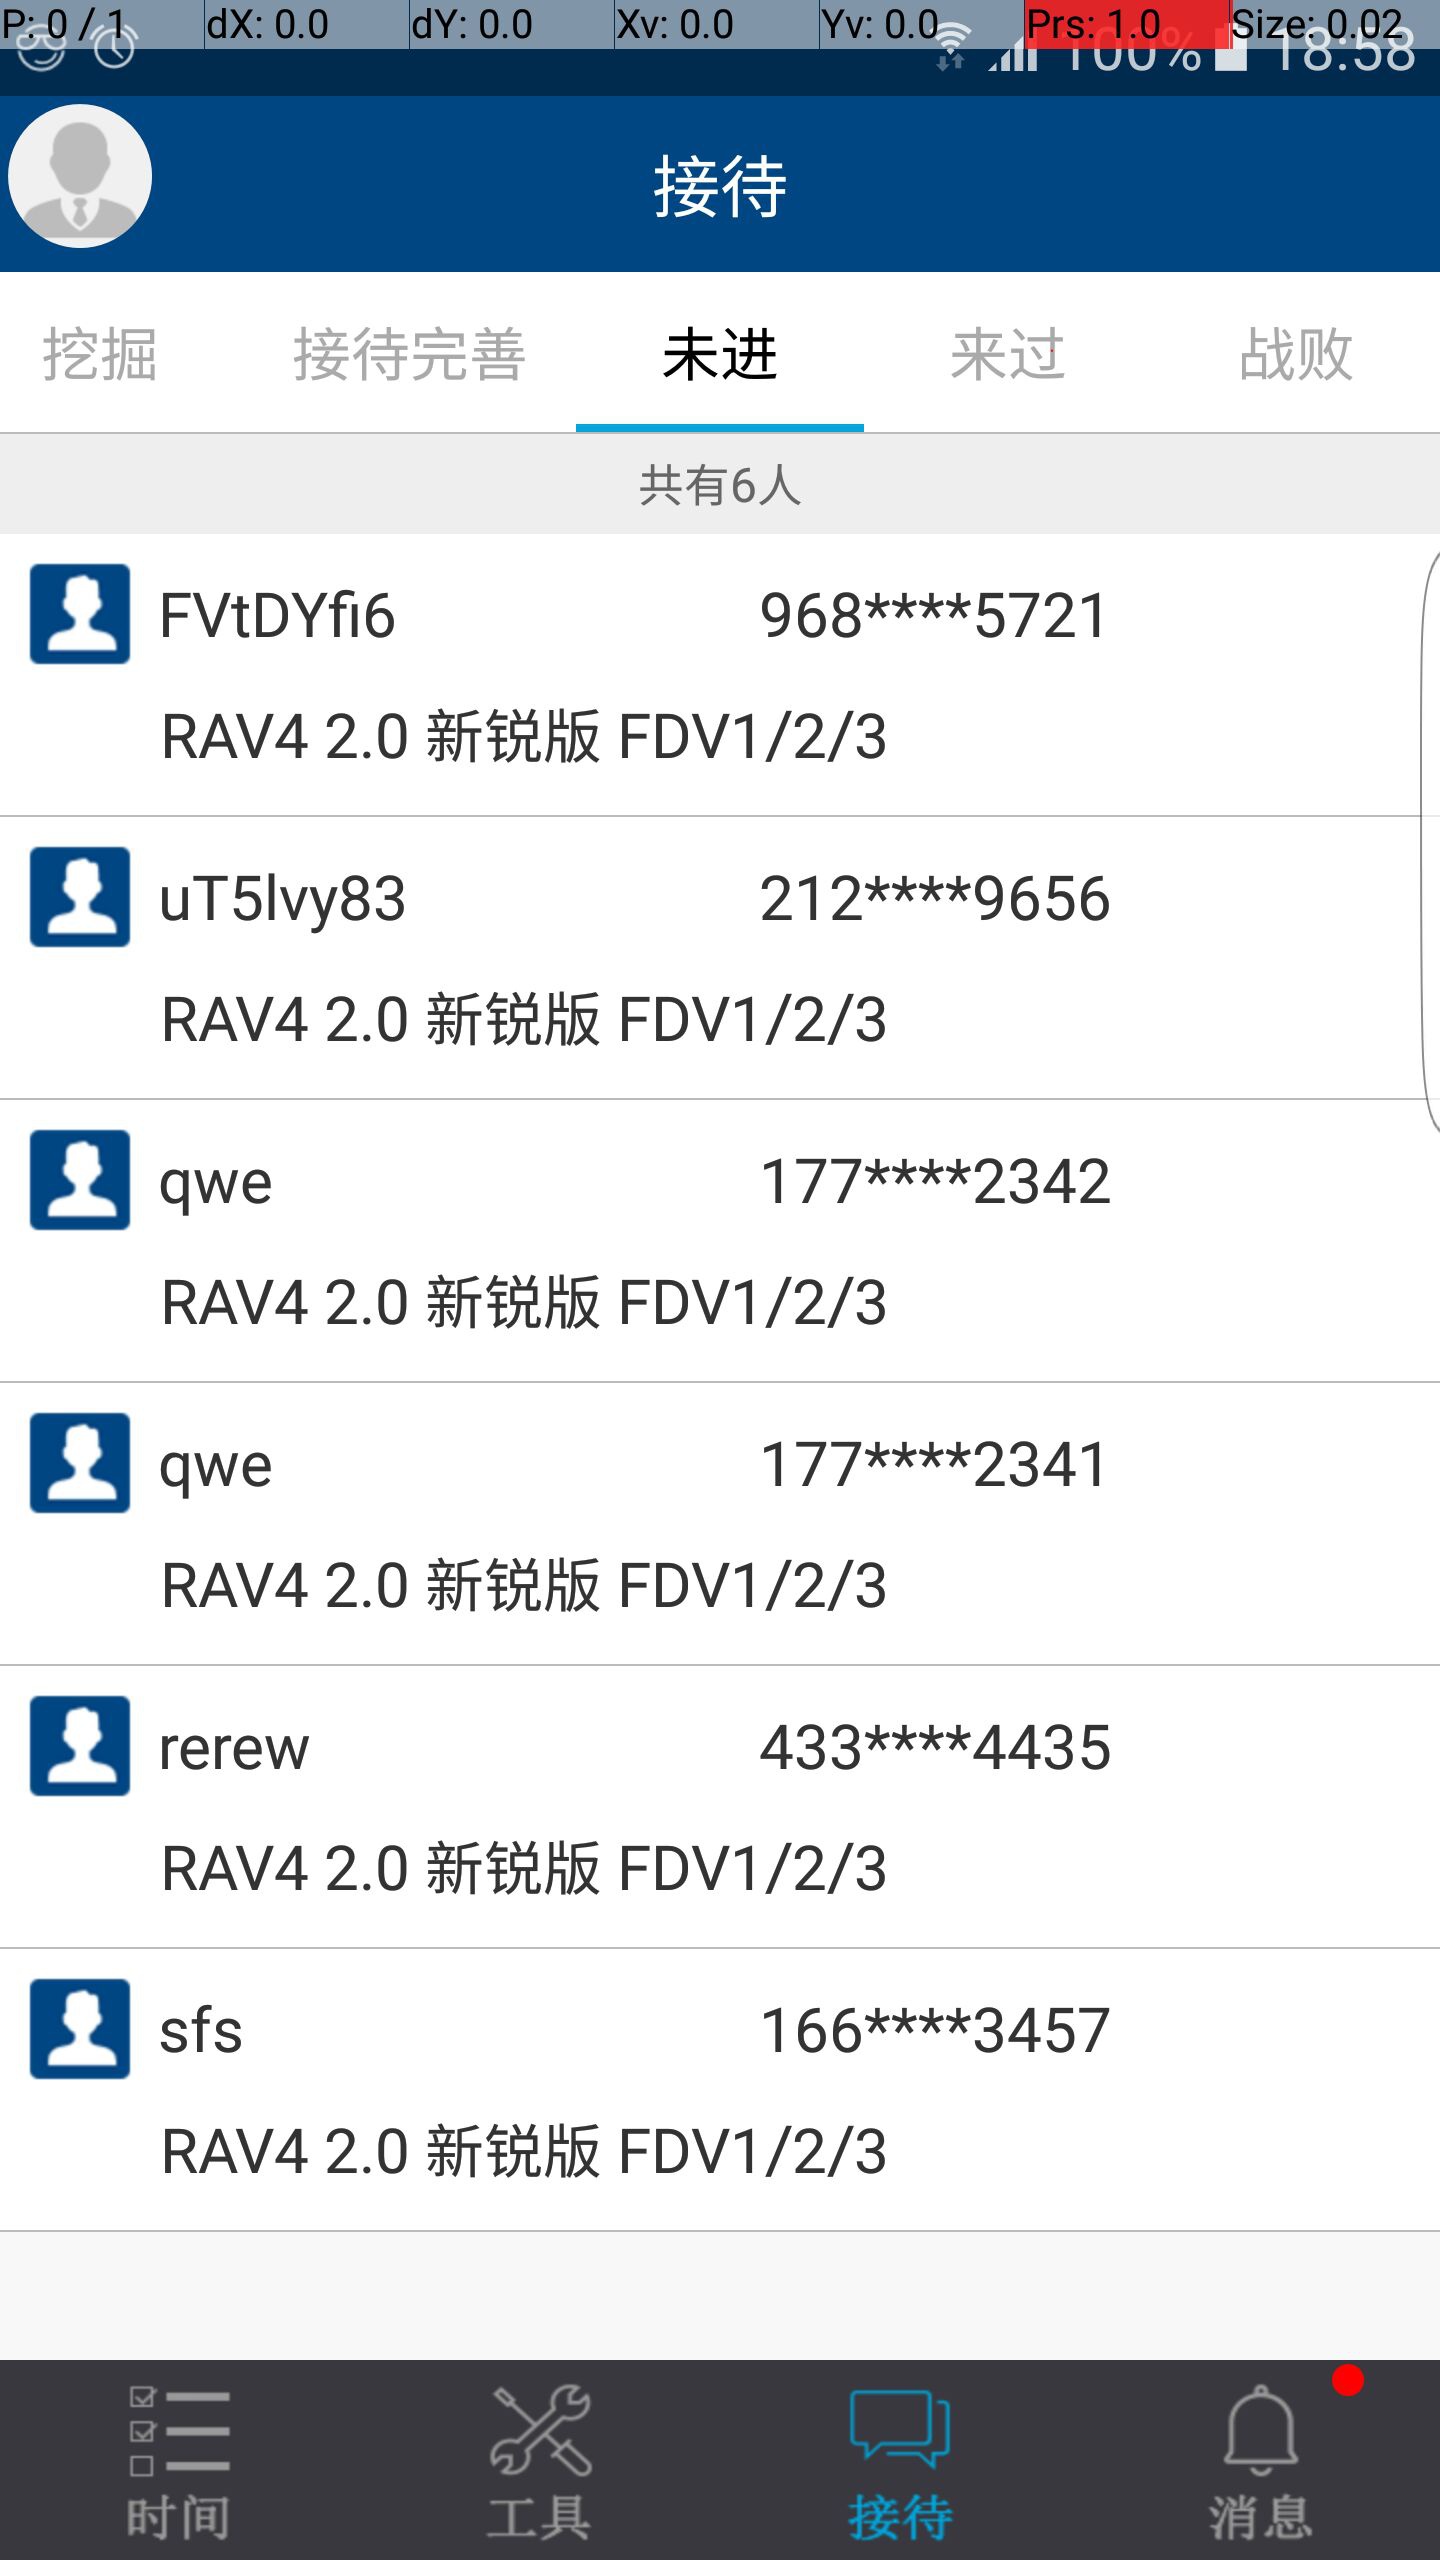 P: 0 / 1 dX: 0.0 dY: 0.0 Xv: 0.0 Yv: 0.0 Prs: 1.0 Size: 0.02
100% 18:58
接待
挖掘 接待完善 未进 来过 战败
共有6人
FVtDYfi6 968****5721
RAV4 2.0 新锐版 FDV1/2/3
uT5lvy83 212****9656
RAV4 2.0 新锐版 FDV1/2/3
qwe 177****2342
RAV4 2.0 新锐版 FDV1/2/3
qwe 177****2341
RAV4 2.0 新锐版 FDV1/2/3
rerew 433****4435
RAV4 2.0 新锐版 FDV1/2/3
sfs 166****3457
RAV4 2.0 新锐版 FDV1/2/3
时间 工具 接待 消息